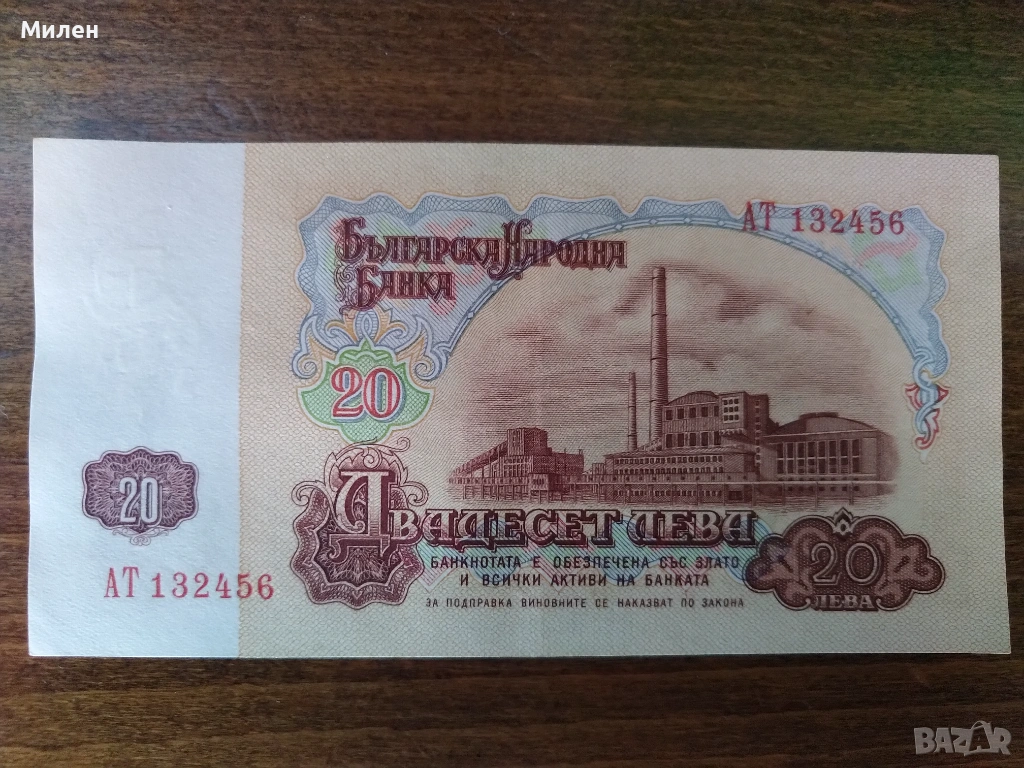 Милен
АТ 132456
Българска Народна
Банка
20
20
Двадесет лева
БАНКНОТАТА Е ОБЕЗПЕЧЕНА СЪС ЗЛАТО
И ВСИЧКИ АКТИВИ НА БАНКАТА
20
ЛЕВА
АТ 132456
ЗА ПОДПРАВКА ВИНОВНИТЕ СЕ НАКАЗВАТ ПО ЗАКОНА
BAZAR